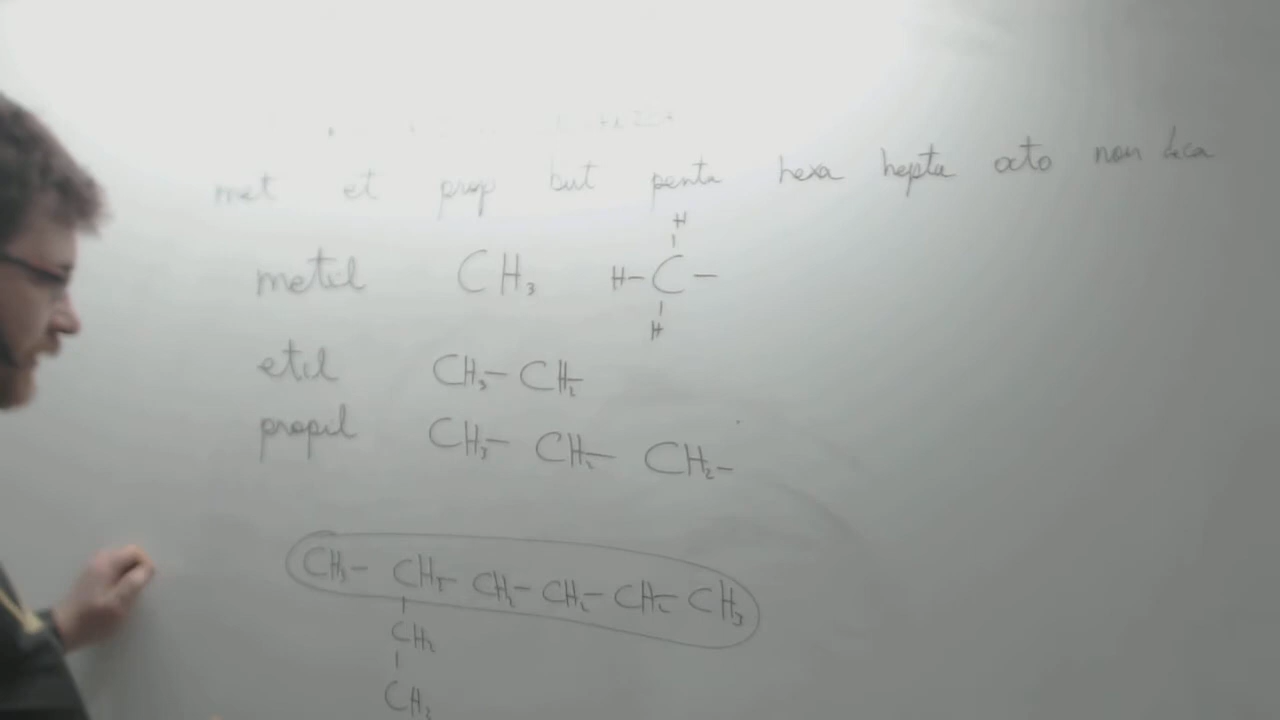 met et prop but penta hexa hepta octo non deca
H
metil CH₃ H-C-
H
etil CH₃-CH₂-
propil CH₃-CH₂-CH₂-
CH₃-CH₂-CH₂-CH₂-CH₂-CH₃
CH₂
CH₂